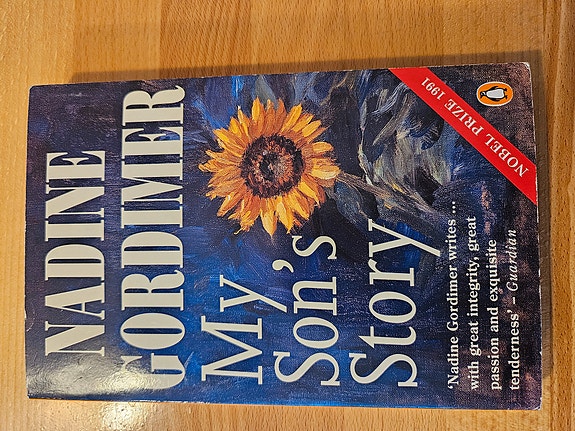 NADINE
GORDIMER
My
Son's
Story
NOBEL PRIZE 1991
'Nadine Gordimer writes ...
with great integrity, great
passion and exquisite
tenderness' – Guardian